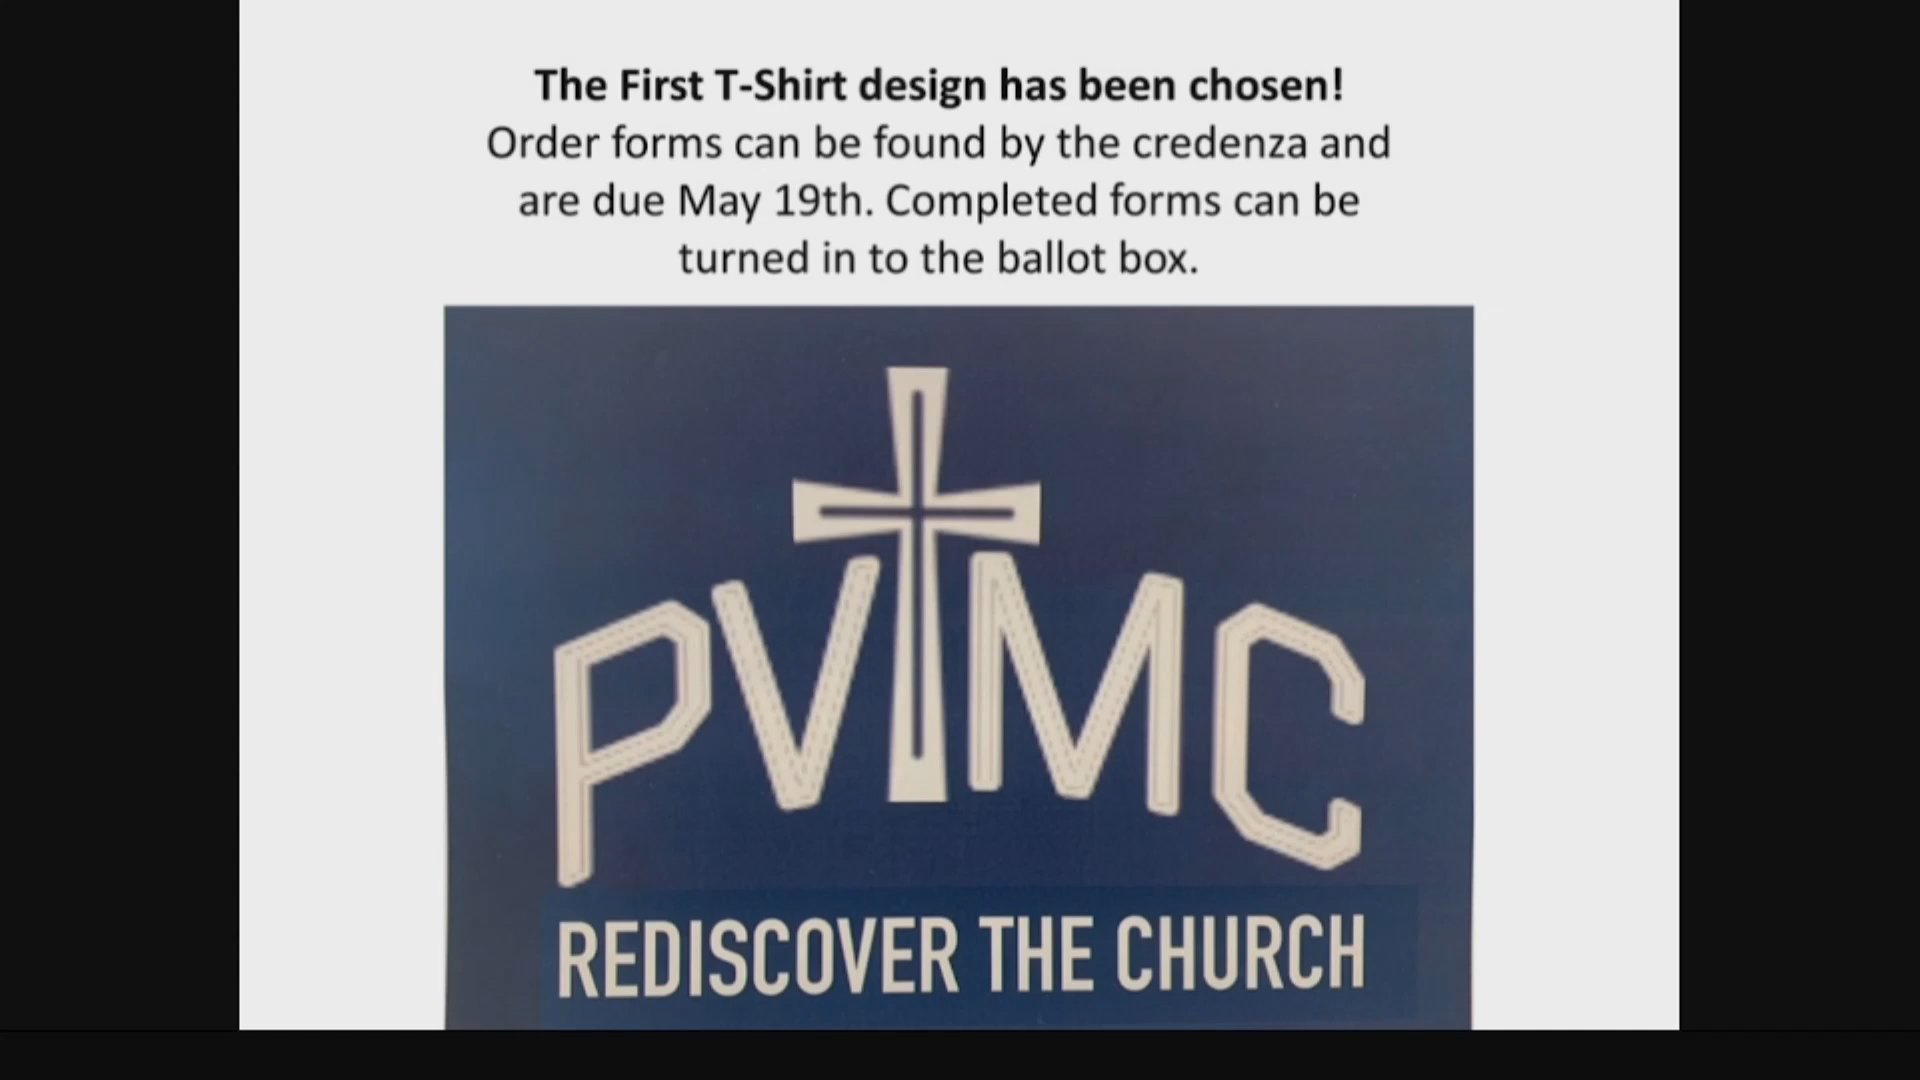 The First T-Shirt design has been chosen!
Order forms can be found by the credenza and
are due May 19th. Completed forms can be
turned in to the ballot box.
PVMC
REDISCOVER THE CHURCH